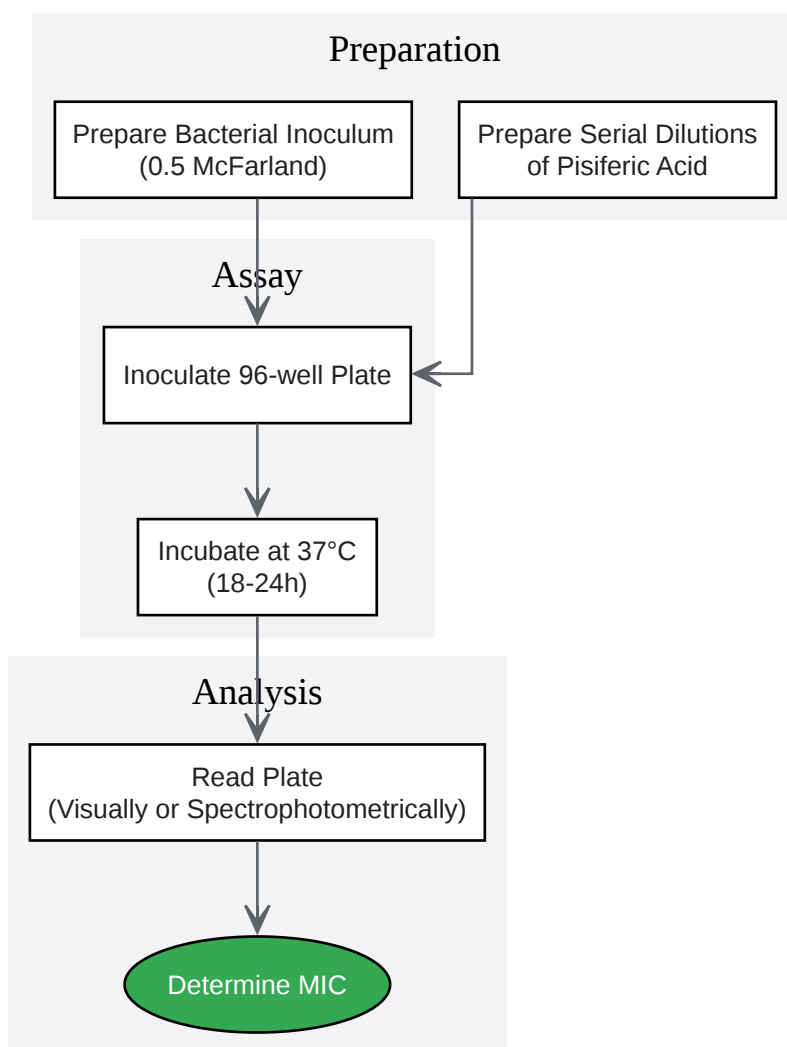 Preparation
Prepare Bacterial Inoculum
(0.5 McFarland)
Prepare Serial Dilutions
of Pisiferic Acid
Assay
Inoculate 96-well Plate
Incubate at 37°C
(18-24h)
Analysis
Read Plate
(Visually or Spectrophotometrically)
Determine MIC